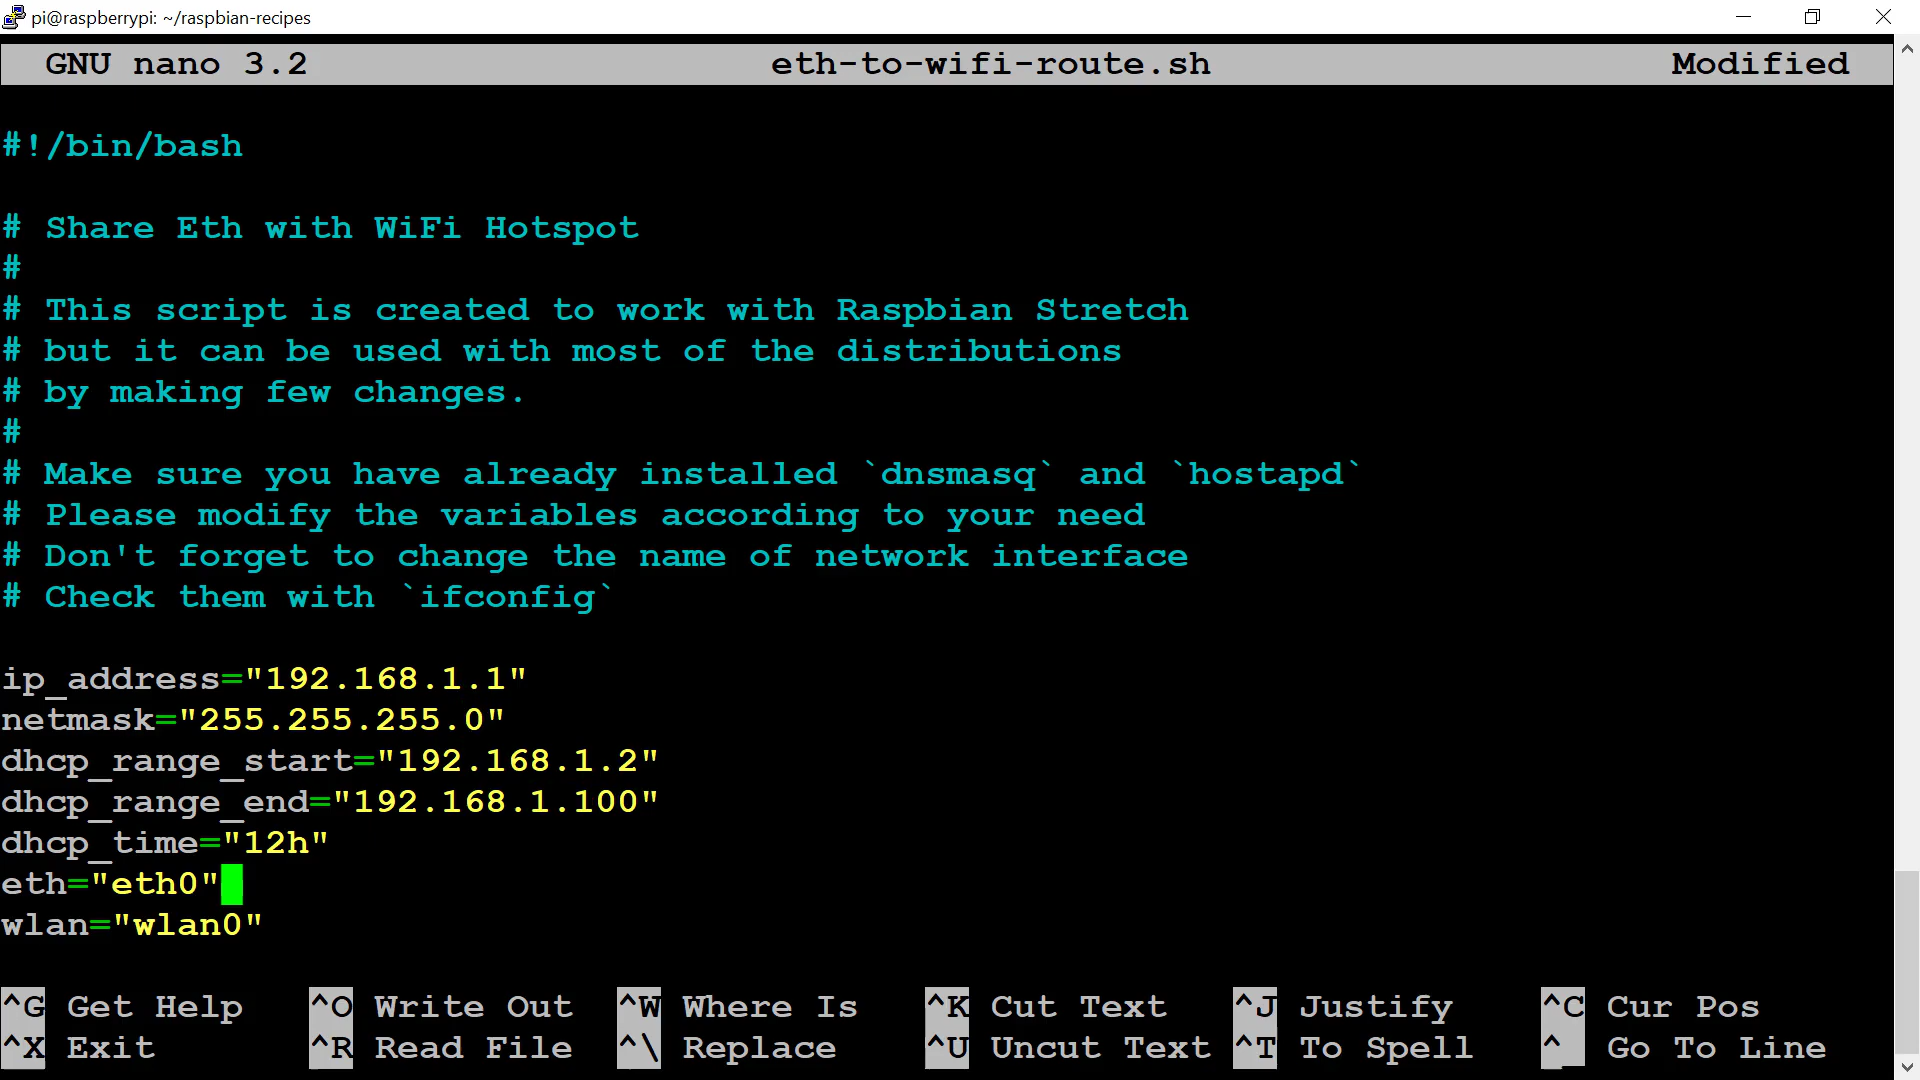 pi@raspberrypi: ~/raspbian-recipes
GNU nano 3.2 eth-to-wifi-route.sh Modified
#!/bin/bash
# Share Eth with WiFi Hotspot
#
# This script is created to work with Raspbian Stretch
# but it can be used with most of the distributions
# by making few changes.
#
# Make sure you have already installed `dnsmasq` and `hostapd`
# Please modify the variables according to your need
# Don't forget to change the name of network interface
# Check them with `ifconfig`
ip_address="192.168.1.1"
netmask="255.255.255.0"
dhcp_range_start="192.168.1.2"
dhcp_range_end="192.168.1.100"
dhcp_time="12h"
eth="eth0"
wlan="wlan0"
^G Get Help ^O Write Out ^W Where Is ^K Cut Text ^J Justify ^C Cur Pos
^X Exit ^R Read File ^\ Replace ^U Uncut Text ^T To Spell ^_ Go To Line